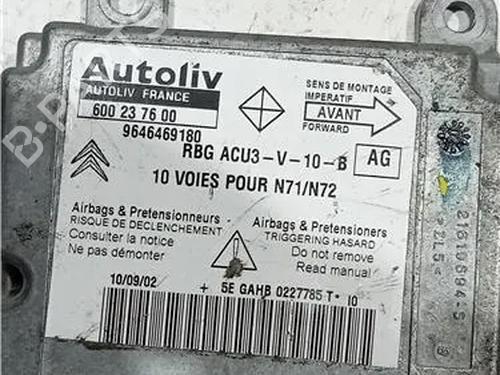 Autoliv
AUTOLIV FRANCE
600 23 76 00
9646469180
SENS DE MONTAGE
IMPERATIF
AVANT
FORWARD
RBG ACU3-V-10-B
AG
10 VOIES POUR N71/N72
Airbags & Pretensionneurs
RISQUE DE DECLENCHEMENT
Consulter la notice
Ne pas démonter
Airbags & Pretensioners
TRIGGERING HASARD
Do not remove
Read manual
10/09/02
+ 5E GAHB 0227785 T• 10